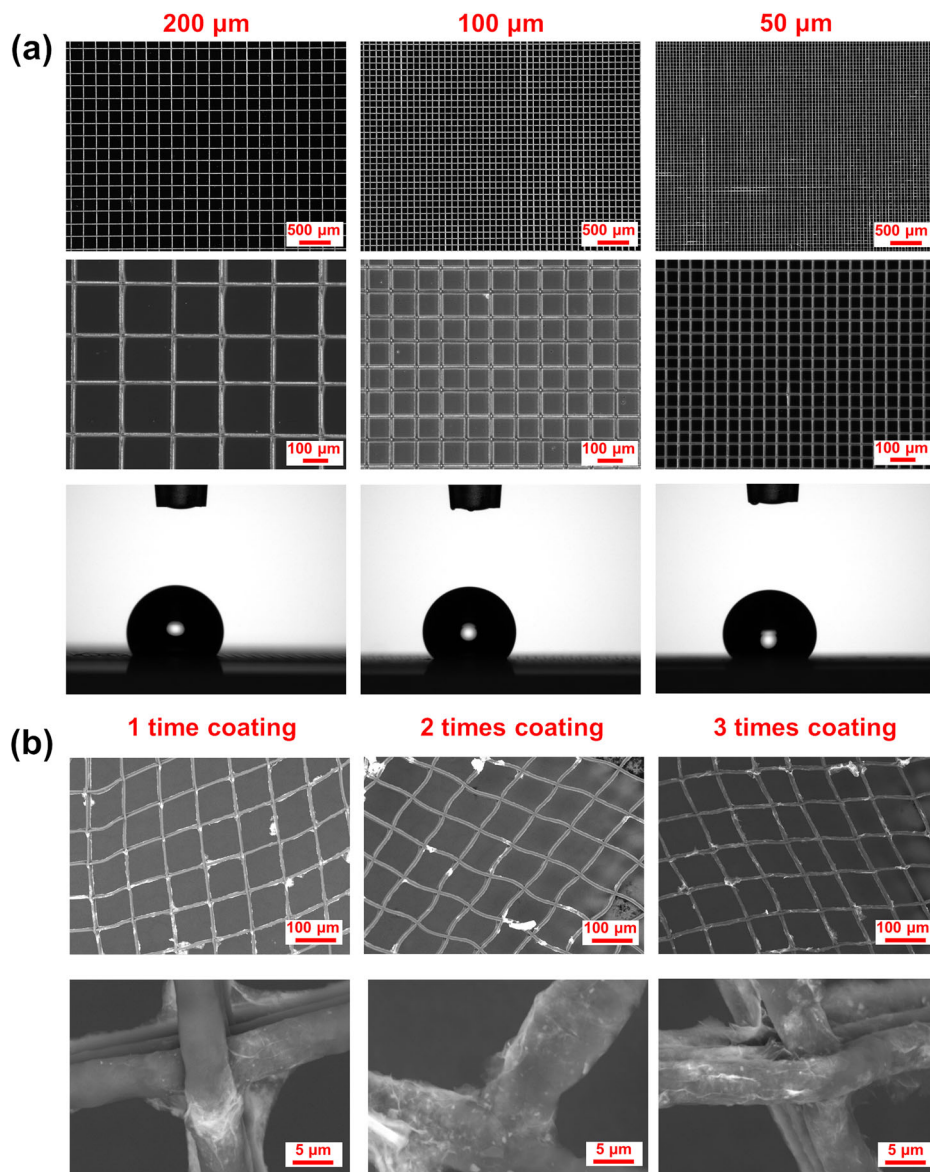 200 µm 100 µm 50 µm
(a)
500 µm 500 µm 500 µm
100 µm 100 µm 100 µm
1 time coating 2 times coating 3 times coating
(b)
100 µm 100 µm 100 µm
5 µm 5 µm 5 µm